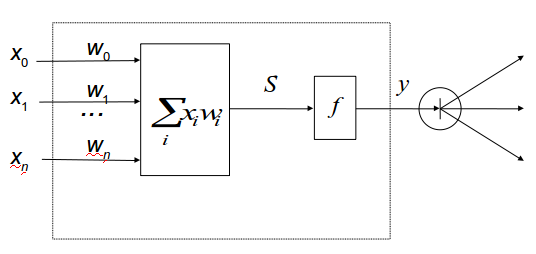 x₀ w₀
x₁ w₁
...
xₙ wₙ
∑ xᵢwᵢ
i
S
f
y